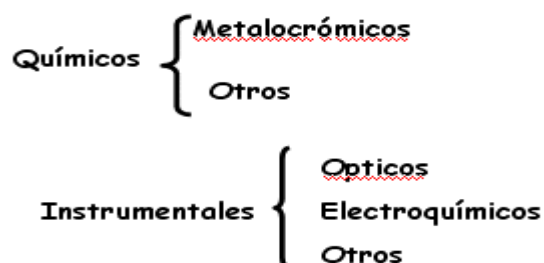 Químicos
Metalocrómicos
Otros
Instrumentales
Opticos
Electroquímicos
Otros